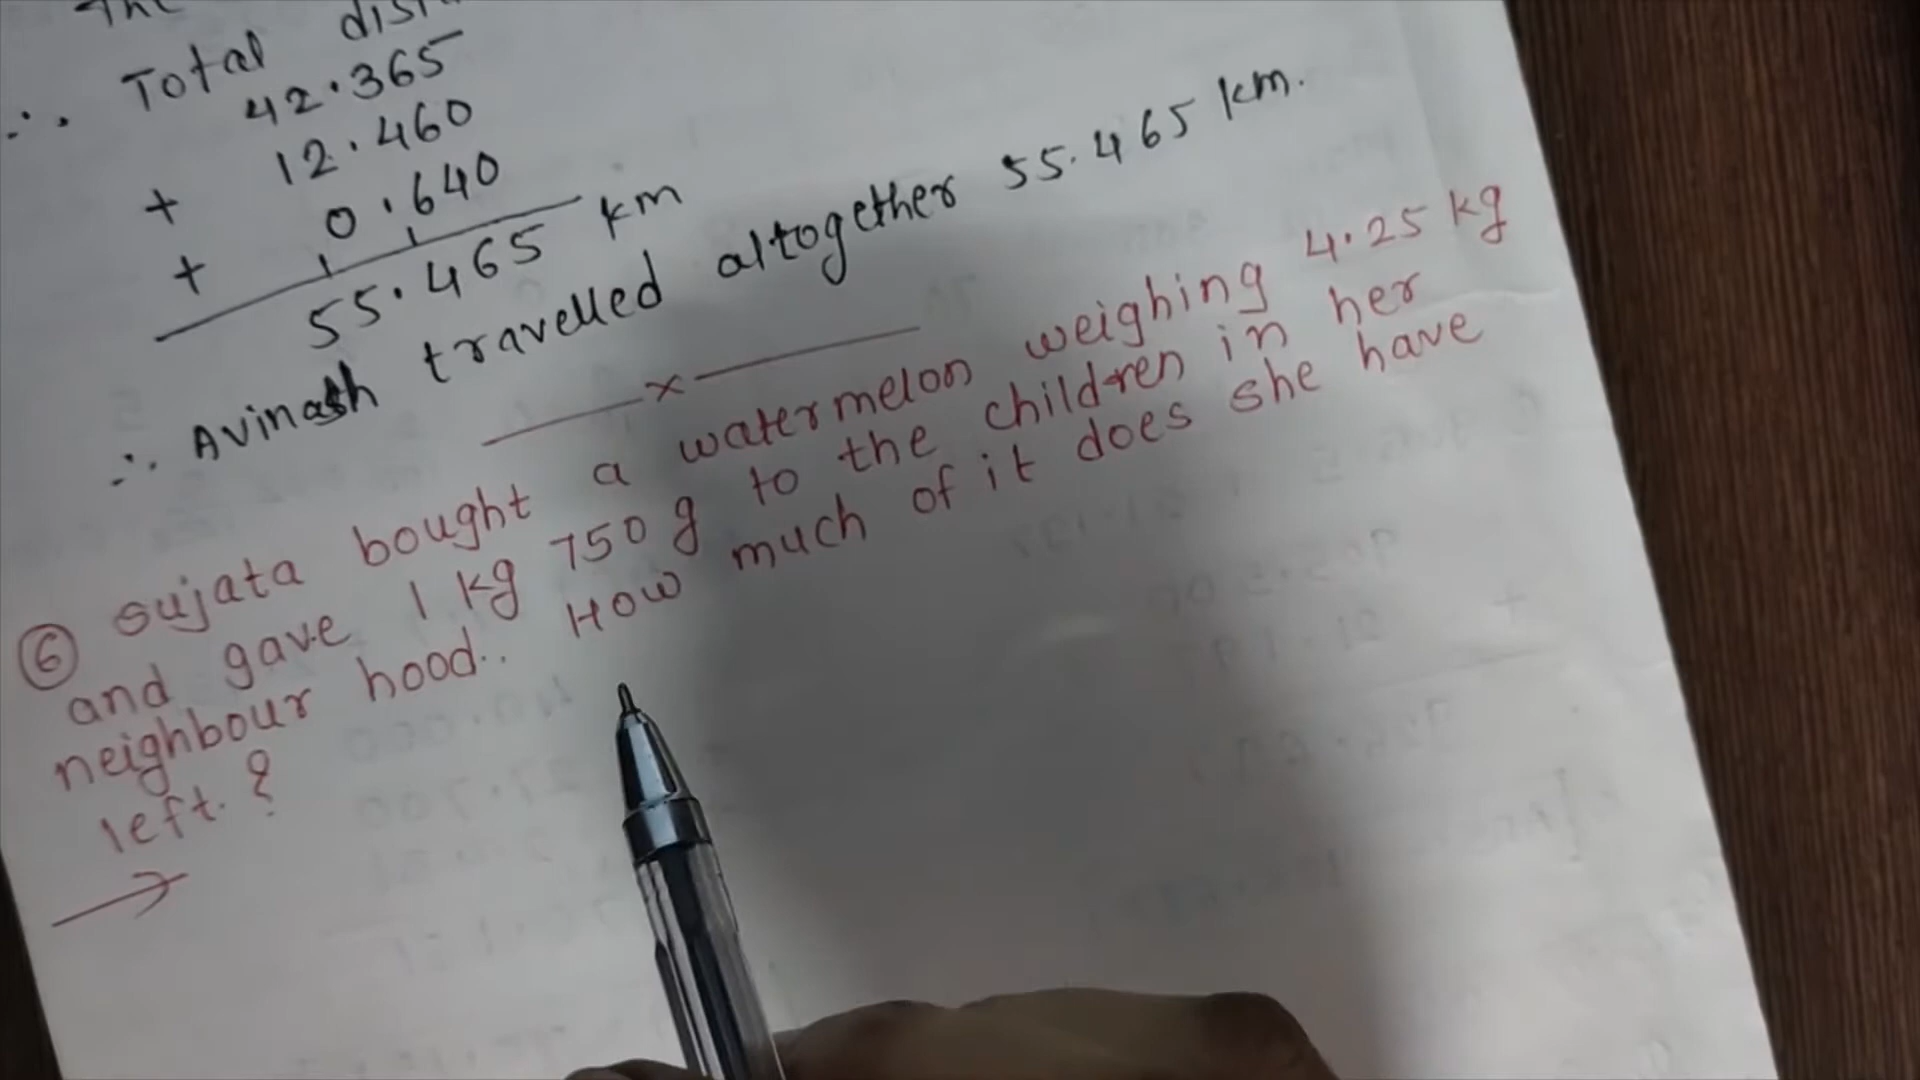 ∴ Total
42.365
+ 12.460
+ 0.640
1 1
55.465 km
∴ Avinash travelled altogether 55.465 km.
x
⑥ sujata bought a watermelon weighing 4.25 kg
and gave 1 kg 750 g to the children in her
neighbour hood.. How much of it does she have
left. ?
→